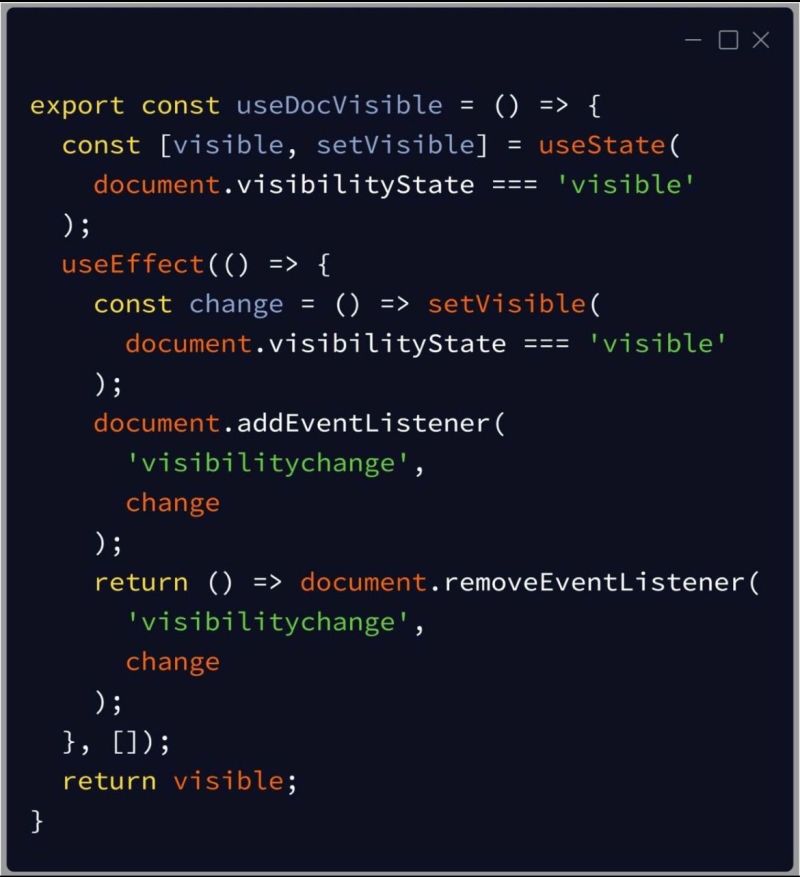 export const useDocVisible = () => {
  const [visible, setVisible] = useState(
    document.visibilityState === 'visible'
  );
  useEffect(() => {
    const change = () => setVisible(
      document.visibilityState === 'visible'
    );
    document.addEventListener(
      'visibilitychange',
      change
    );
    return () => document.removeEventListener(
      'visibilitychange',
      change
    );
  }, []);
  return visible;
}